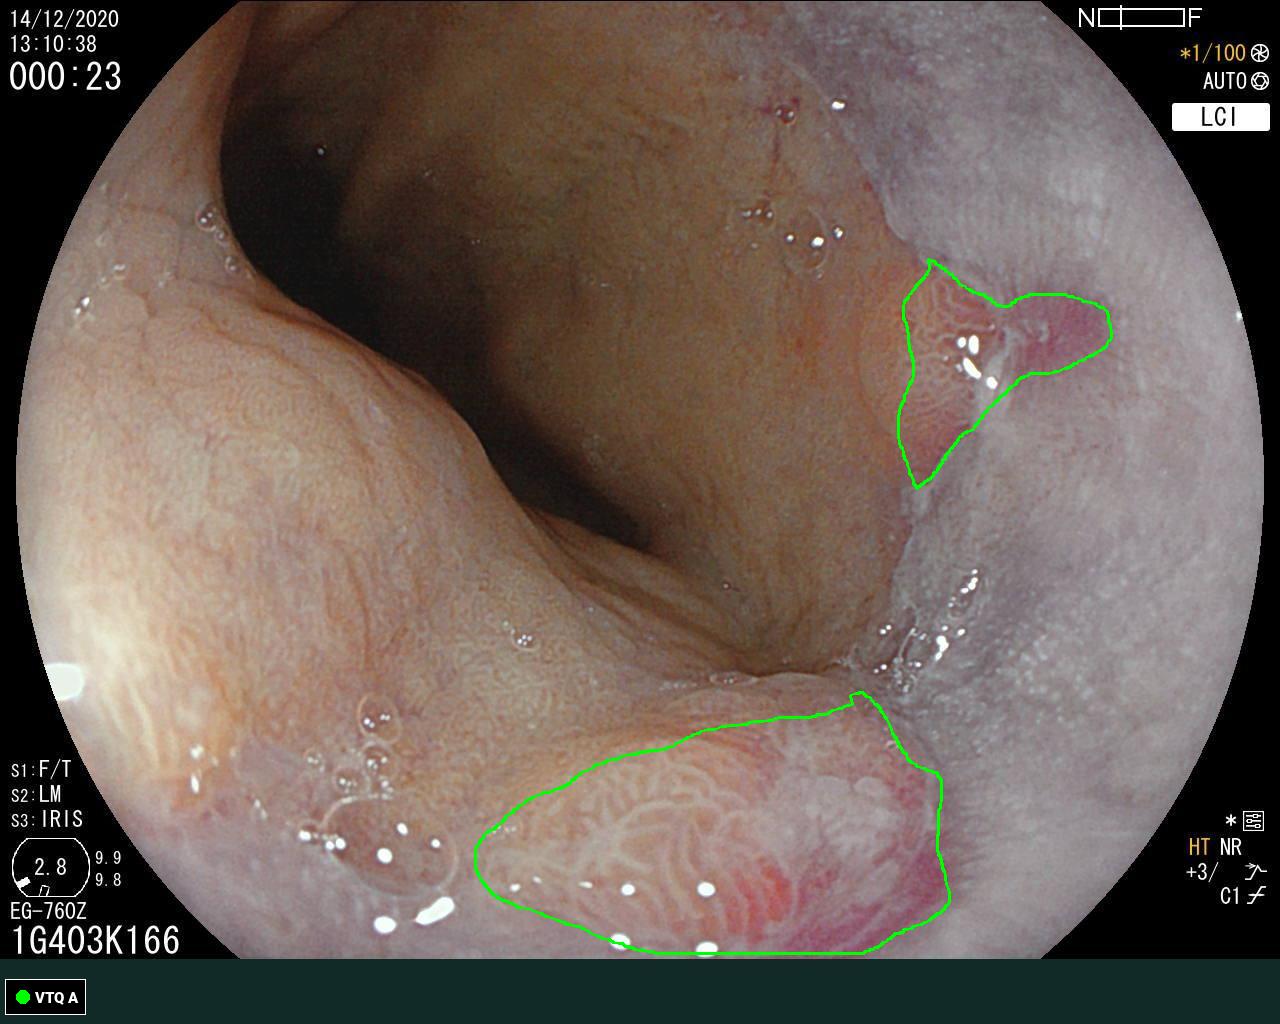 14/12/2020
13:10:38
000:23
N F
*1/100
AUTO
LCI
S1:F/T
S2:LM
S3:IRIS
2.8 9.9
9.8
EG-760Z
1G403K166
*
HT NR
+3/
C1
VTQ A